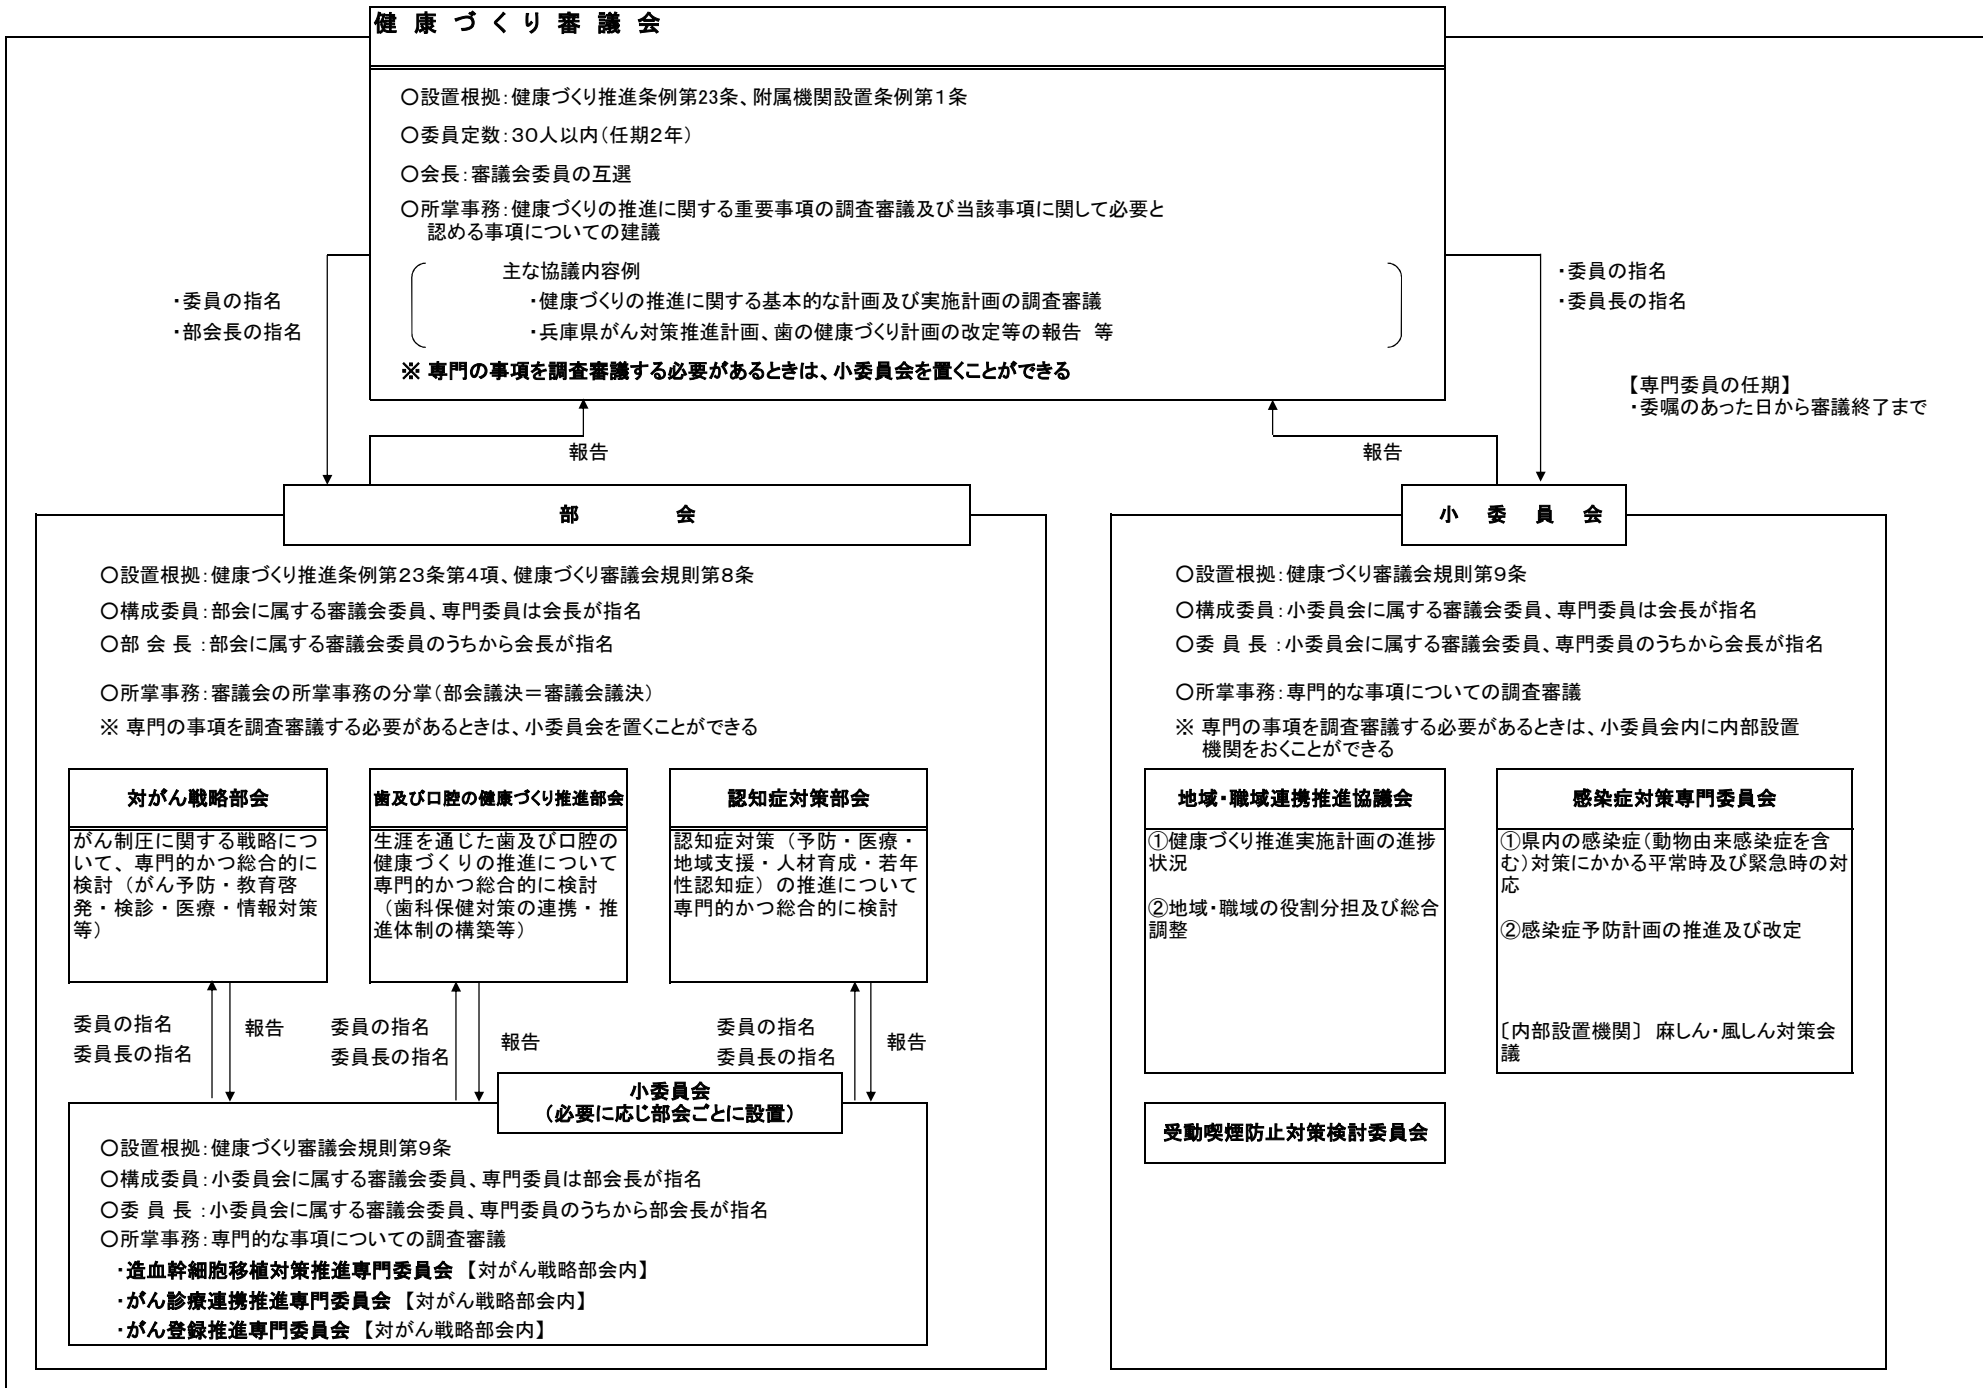 健康づくり審議会
○設置根拠：健康づくり推進条例第23条、附属機関設置条例第１条
○委員定数：３０人以内（任期２年）
○会長：審議会委員の互選
○所掌事務：健康づくりの推進に関する重要事項の調査審議及び当該事項に関して必要と
認める事項についての建議
主な協議内容例
・健康づくりの推進に関する基本的な計画及び実施計画の調査審議
・兵庫県がん対策推進計画、歯の健康づくり計画の改定等の報告　等
※ 専門の事項を調査審議する必要があるときは、小委員会を置くことができる
・委員の指名
・部会長の指名
・委員の指名
・委員長の指名
【専門委員の任期】
・委嘱のあった日から審議終了まで
報告
報告
部　会
○設置根拠：健康づくり推進条例第２３条第４項、健康づくり審議会規則第８条
○構成委員：部会に属する審議会委員、専門委員は会長が指名
○部 会 長 ：部会に属する審議会委員のうちから会長が指名
○所掌事務：審議会の所掌事務の分掌（部会議決＝審議会議決）
※ 専門の事項を調査審議する必要があるときは、小委員会を置くことができる
対がん戦略部会
がん制圧に関する戦略につ
いて、専門的かつ総合的に
検討（がん予防・教育啓
発・検診・医療・情報対策
等）
歯及び口腔の健康づくり推進部会
生涯を通じた歯及び口腔の
健康づくりの推進について
専門的かつ総合的に検討
（歯科保健対策の連携・推
進体制の構築等）
認知症対策部会
認知症対策（予防・医療・
地域支援・人材育成・若年
性認知症）の推進について
専門的かつ総合的に検討
委員の指名
委員長の指名
報告
委員の指名
委員長の指名
報告
委員の指名
委員長の指名
報告
小委員会
（必要に応じ部会ごとに設置）
○設置根拠：健康づくり審議会規則第９条
○構成委員：小委員会に属する審議会委員、専門委員は部会長が指名
○委 員 長 ：小委員会に属する審議会委員、専門委員のうちから部会長が指名
○所掌事務：専門的な事項についての調査審議
・造血幹細胞移植対策推進専門委員会 【対がん戦略部会内】
・がん診療連携推進専門委員会 【対がん戦略部会内】
・がん登録推進専門委員会 【対がん戦略部会内】
小　委　員　会
○設置根拠：健康づくり審議会規則第９条
○構成委員：小委員会に属する審議会委員、専門委員は会長が指名
○委 員 長 ：小委員会に属する審議会委員、専門委員のうちから会長が指名
○所掌事務：専門的な事項についての調査審議
※ 専門の事項を調査審議する必要があるときは、小委員会内に内部設置
機関をおくことができる
地域・職域連携推進協議会
①健康づくり推進実施計画の進捗
状況
②地域・職域の役割分担及び総合
調整
感染症対策専門委員会
①県内の感染症（動物由来感染症を含
む）対策にかかる平常時及び緊急時の対
応
②感染症予防計画の推進及び改定
〔内部設置機関〕 麻しん・風しん対策会
議
受動喫煙防止対策検討委員会